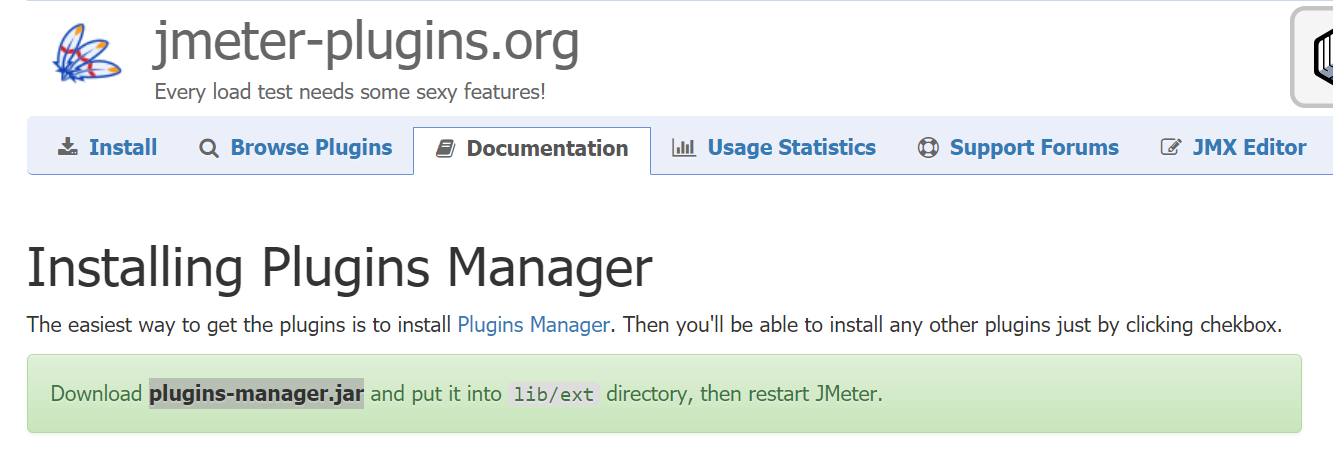 jmeter-plugins.org
Every load test needs some sexy features!
Install Browse Plugins Documentation Usage Statistics Support Forums JMX Editor
Installing Plugins Manager
The easiest way to get the plugins is to install Plugins Manager. Then you'll be able to install any other plugins just by clicking chekbox.
Download plugins-manager.jar and put it into lib/ext directory, then restart JMeter.